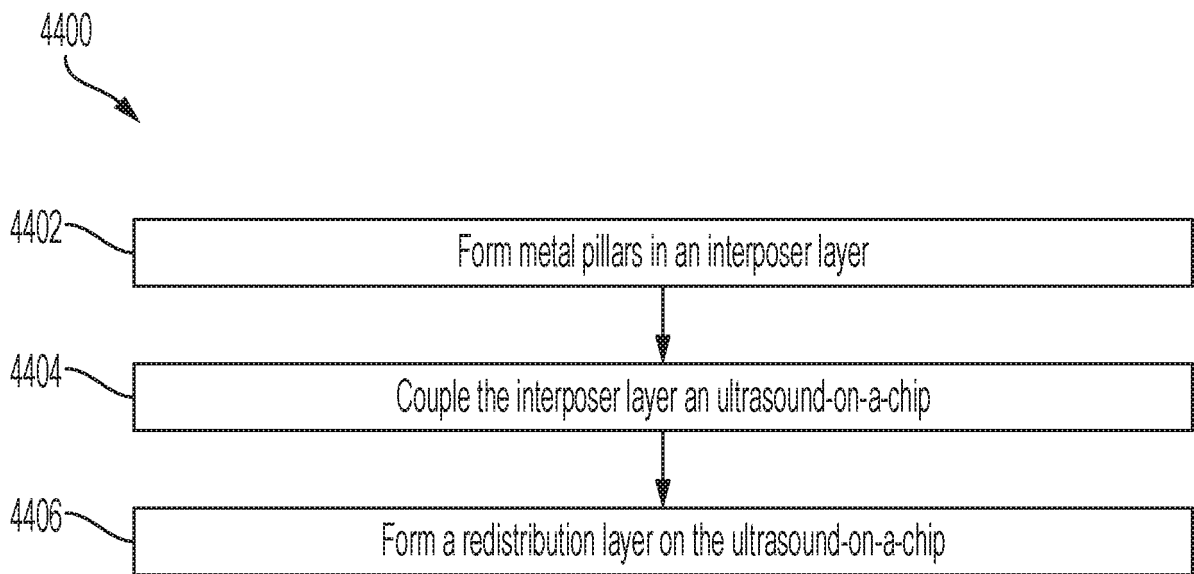 4400
4402
Form metal pillars in an interposer layer
4404
Couple the interposer layer an ultrasound-on-a-chip
4406
Form a redistribution layer on the ultrasound-on-a-chip